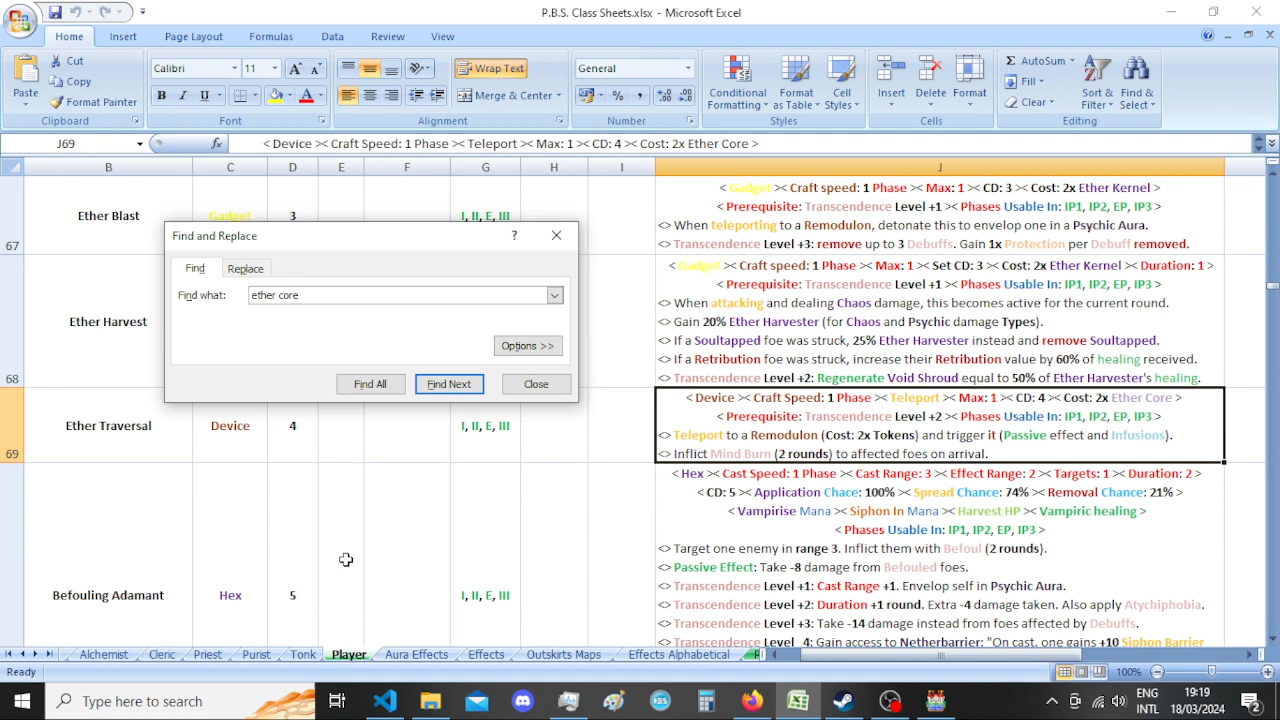 P.B.S. Class Sheets.xlsx - Microsoft Excel
Home Insert Page Layout Formulas Data Review View
Paste Cut Copy Format Painter Clipboard
Calibri 11 B I U A Font
Wrap Text Merge & Center Alignment
General % , Number
Conditional Formatting Format as Table Cell Styles Styles
Insert Delete Format Cells
Σ AutoSum Fill Clear Sort & Filter Find & Select Editing
J69 fx < Device >< Craft Speed: 1 Phase >< Teleport >< Max: 1 >< CD: 4 >< Cost: 2x Ether Core >
B C D E F G H I J
67 Ether Blast Gadget 3 I, II, E, III
< Gadget >< Craft speed: 1 Phase >< Max: 1 >< CD: 3 >< Cost: 2x Ether Kernel >
< Prerequisite: Transcendence Level +1 >< Phases Usable In: IP1, IP2, EP, IP3 >
<> When teleporting to a Remodulon, detonate this to envelop one in a Psychic Aura.
<> Transcendence Level +3: remove up to 3 Debuffs. Gain 1x Protection per Debuff removed.
68 Ether Harvest
< Gadget >< Craft speed: 1 Phase >< Max: 1 >< Set CD: 3 >< Cost: 2x Ether Kernel >< Duration: 1 >
< Prerequisite: Transcendence Level +1 >< Phases Usable In: IP1, IP2, EP, IP3 >
<> When attacking and dealing Chaos damage, this becomes active for the current round.
<> Gain 20% Ether Harvester (for Chaos and Psychic damage Types).
<> If a Soultapped foe was struck, 25% Ether Harvester instead and remove Soultapped.
<> If a Retribution foe was struck, increase their Retribution value by 60% of healing received.
<> Transcendence Level +2: Regenerate Void Shroud equal to 50% of Ether Harvester's healing.
69 Ether Traversal Device 4 I, II, E, III
< Device >< Craft Speed: 1 Phase >< Teleport >< Max: 1 >< CD: 4 >< Cost: 2x Ether Core >
< Prerequisite: Transcendence Level +2 >< Phases Usable In: IP1, IP2, EP, IP3 >
<> Teleport to a Remodulon (Cost: 2x Tokens) and trigger it (Passive effect and Infusions).
<> Inflict Mind Burn (2 rounds) to affected foes on arrival.
Befouling Adamant Hex 5 I, II, E, III
< Hex >< Cast Speed: 1 Phase >< Cast Range: 3 >< Effect Range: 2 >< Targets: 1 >< Duration: 2 >
< CD: 5 >< Application Chace: 100% >< Spread Chance: 74% >< Removal Chance: 21% >
< Vampirise Mana >< Siphon In Mana >< Harvest HP >< Vampiric healing >
< Phases Usable In: IP1, IP2, EP, IP3 >
<> Target one enemy in range 3. Inflict them with Befoul (2 rounds).
<> Passive Effect: Take -8 damage from Befouled foes.
<> Transcendence Level +1: Cast Range +1. Envelop self in Psychic Aura.
<> Transcendence Level +2: Duration +1 round. Extra -4 damage taken. Also apply Atychiphobia.
<> Transcendence Level +3: Take -14 damage instead from foes affected by Debuffs.
<> Transcendence Level 4: Gain access to Netherbarrier: "On cast, one gains +10 Siphon Barrier
Find and Replace ?
Find Replace
Find what: ether core
Options >>
Find All Find Next Close
Alchemist Cleric Priest Purist Tonk Player Aura Effects Effects Outskirts Maps Effects Alphabetical
Ready 100%
Type here to search
ENG INTL 19:19 18/03/2024 2